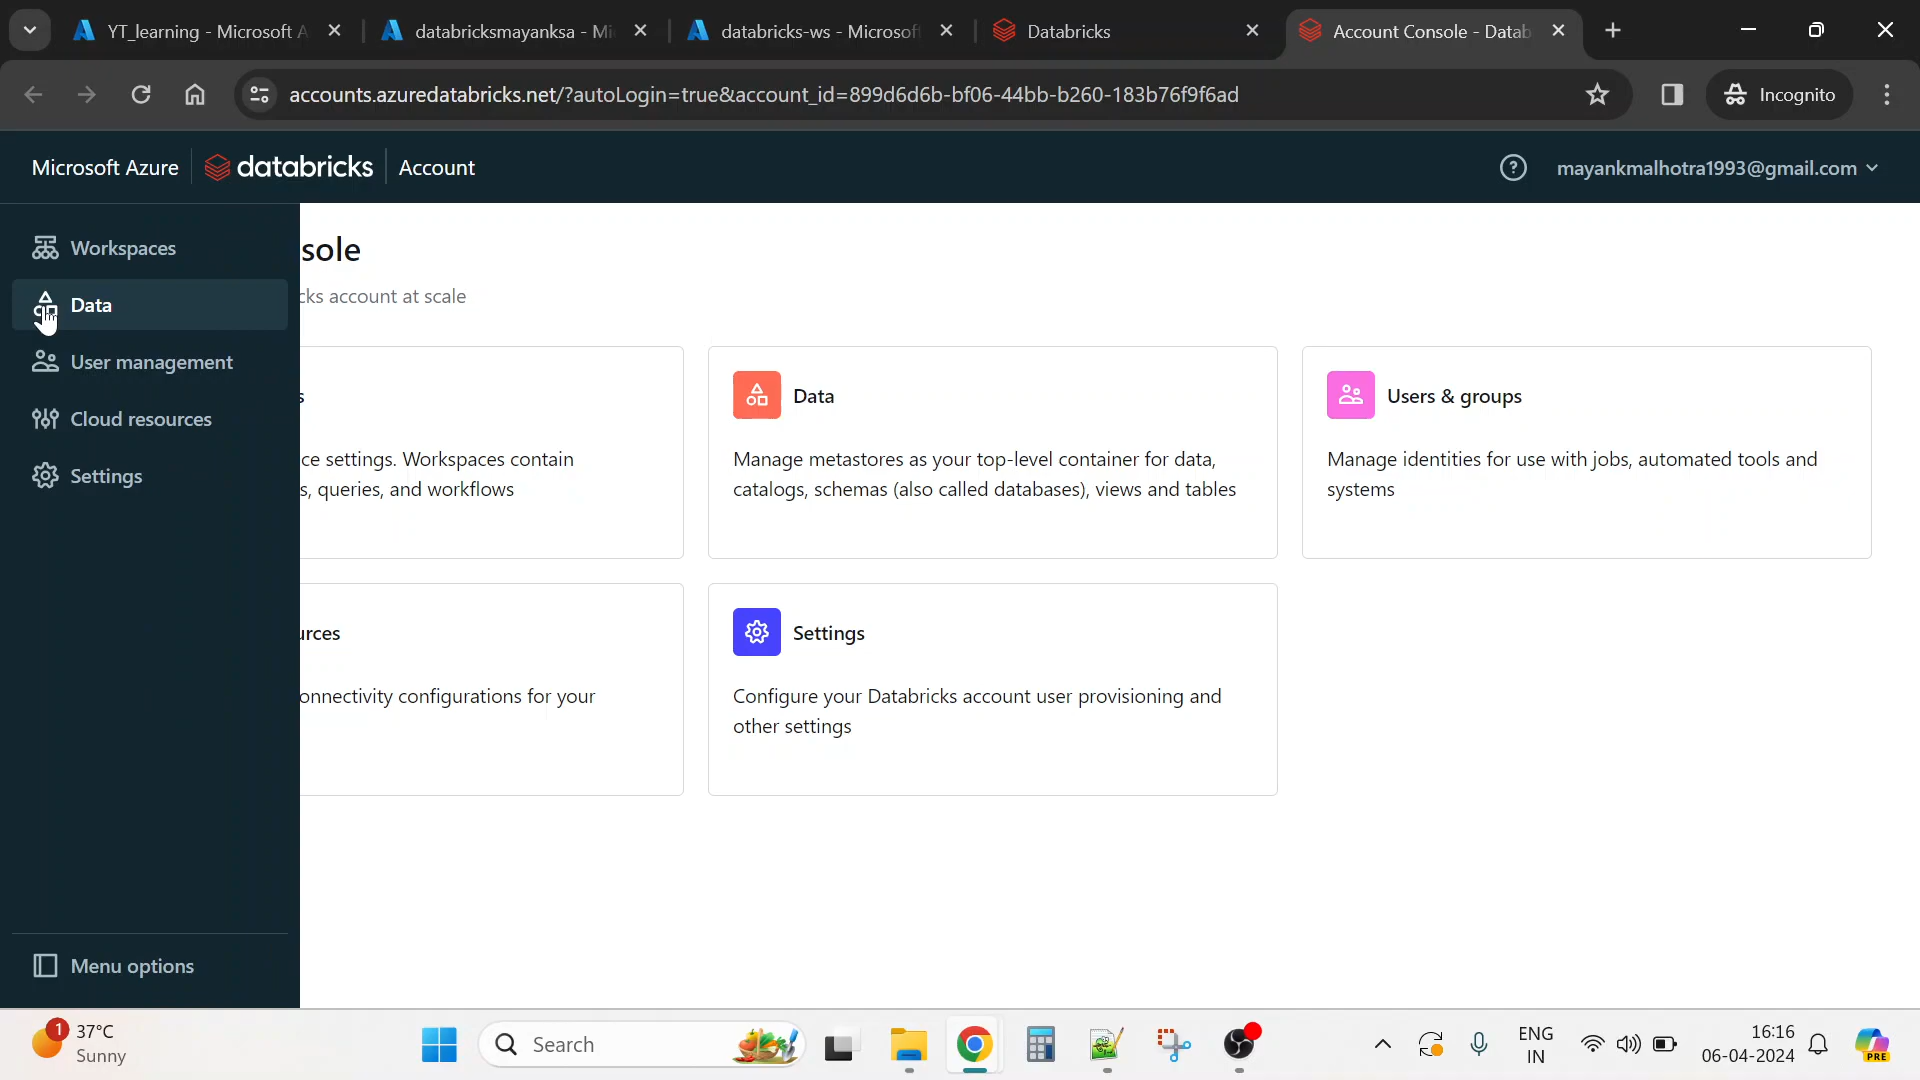 YT_learning - Microsoft A
databricksmayanksa - Mi
databricks-ws - Microsof
Databricks
Account Console - Datab
accounts.azuredatabricks.net/?autoLogin=true&account_id=899d6d6b-bf06-44bb-b260-183b76f9f6ad
Incognito
Microsoft Azure
databricks
Account
mayankmalhotra1993@gmail.com
Workspaces
sole
Data
cks account at scale
User management
s
Data
Users & groups
Cloud resources
ce settings. Workspaces contain
s, queries, and workflows
Manage metastores as your top-level container for data,
catalogs, schemas (also called databases), views and tables
Manage identities for use with jobs, automated tools and
systems
Settings
urces
Settings
onnectivity configurations for your
Configure your Databricks account user provisioning and
other settings
Menu options
1
37°C
Sunny
Search
ENG
IN
16:16
06-04-2024
PRE